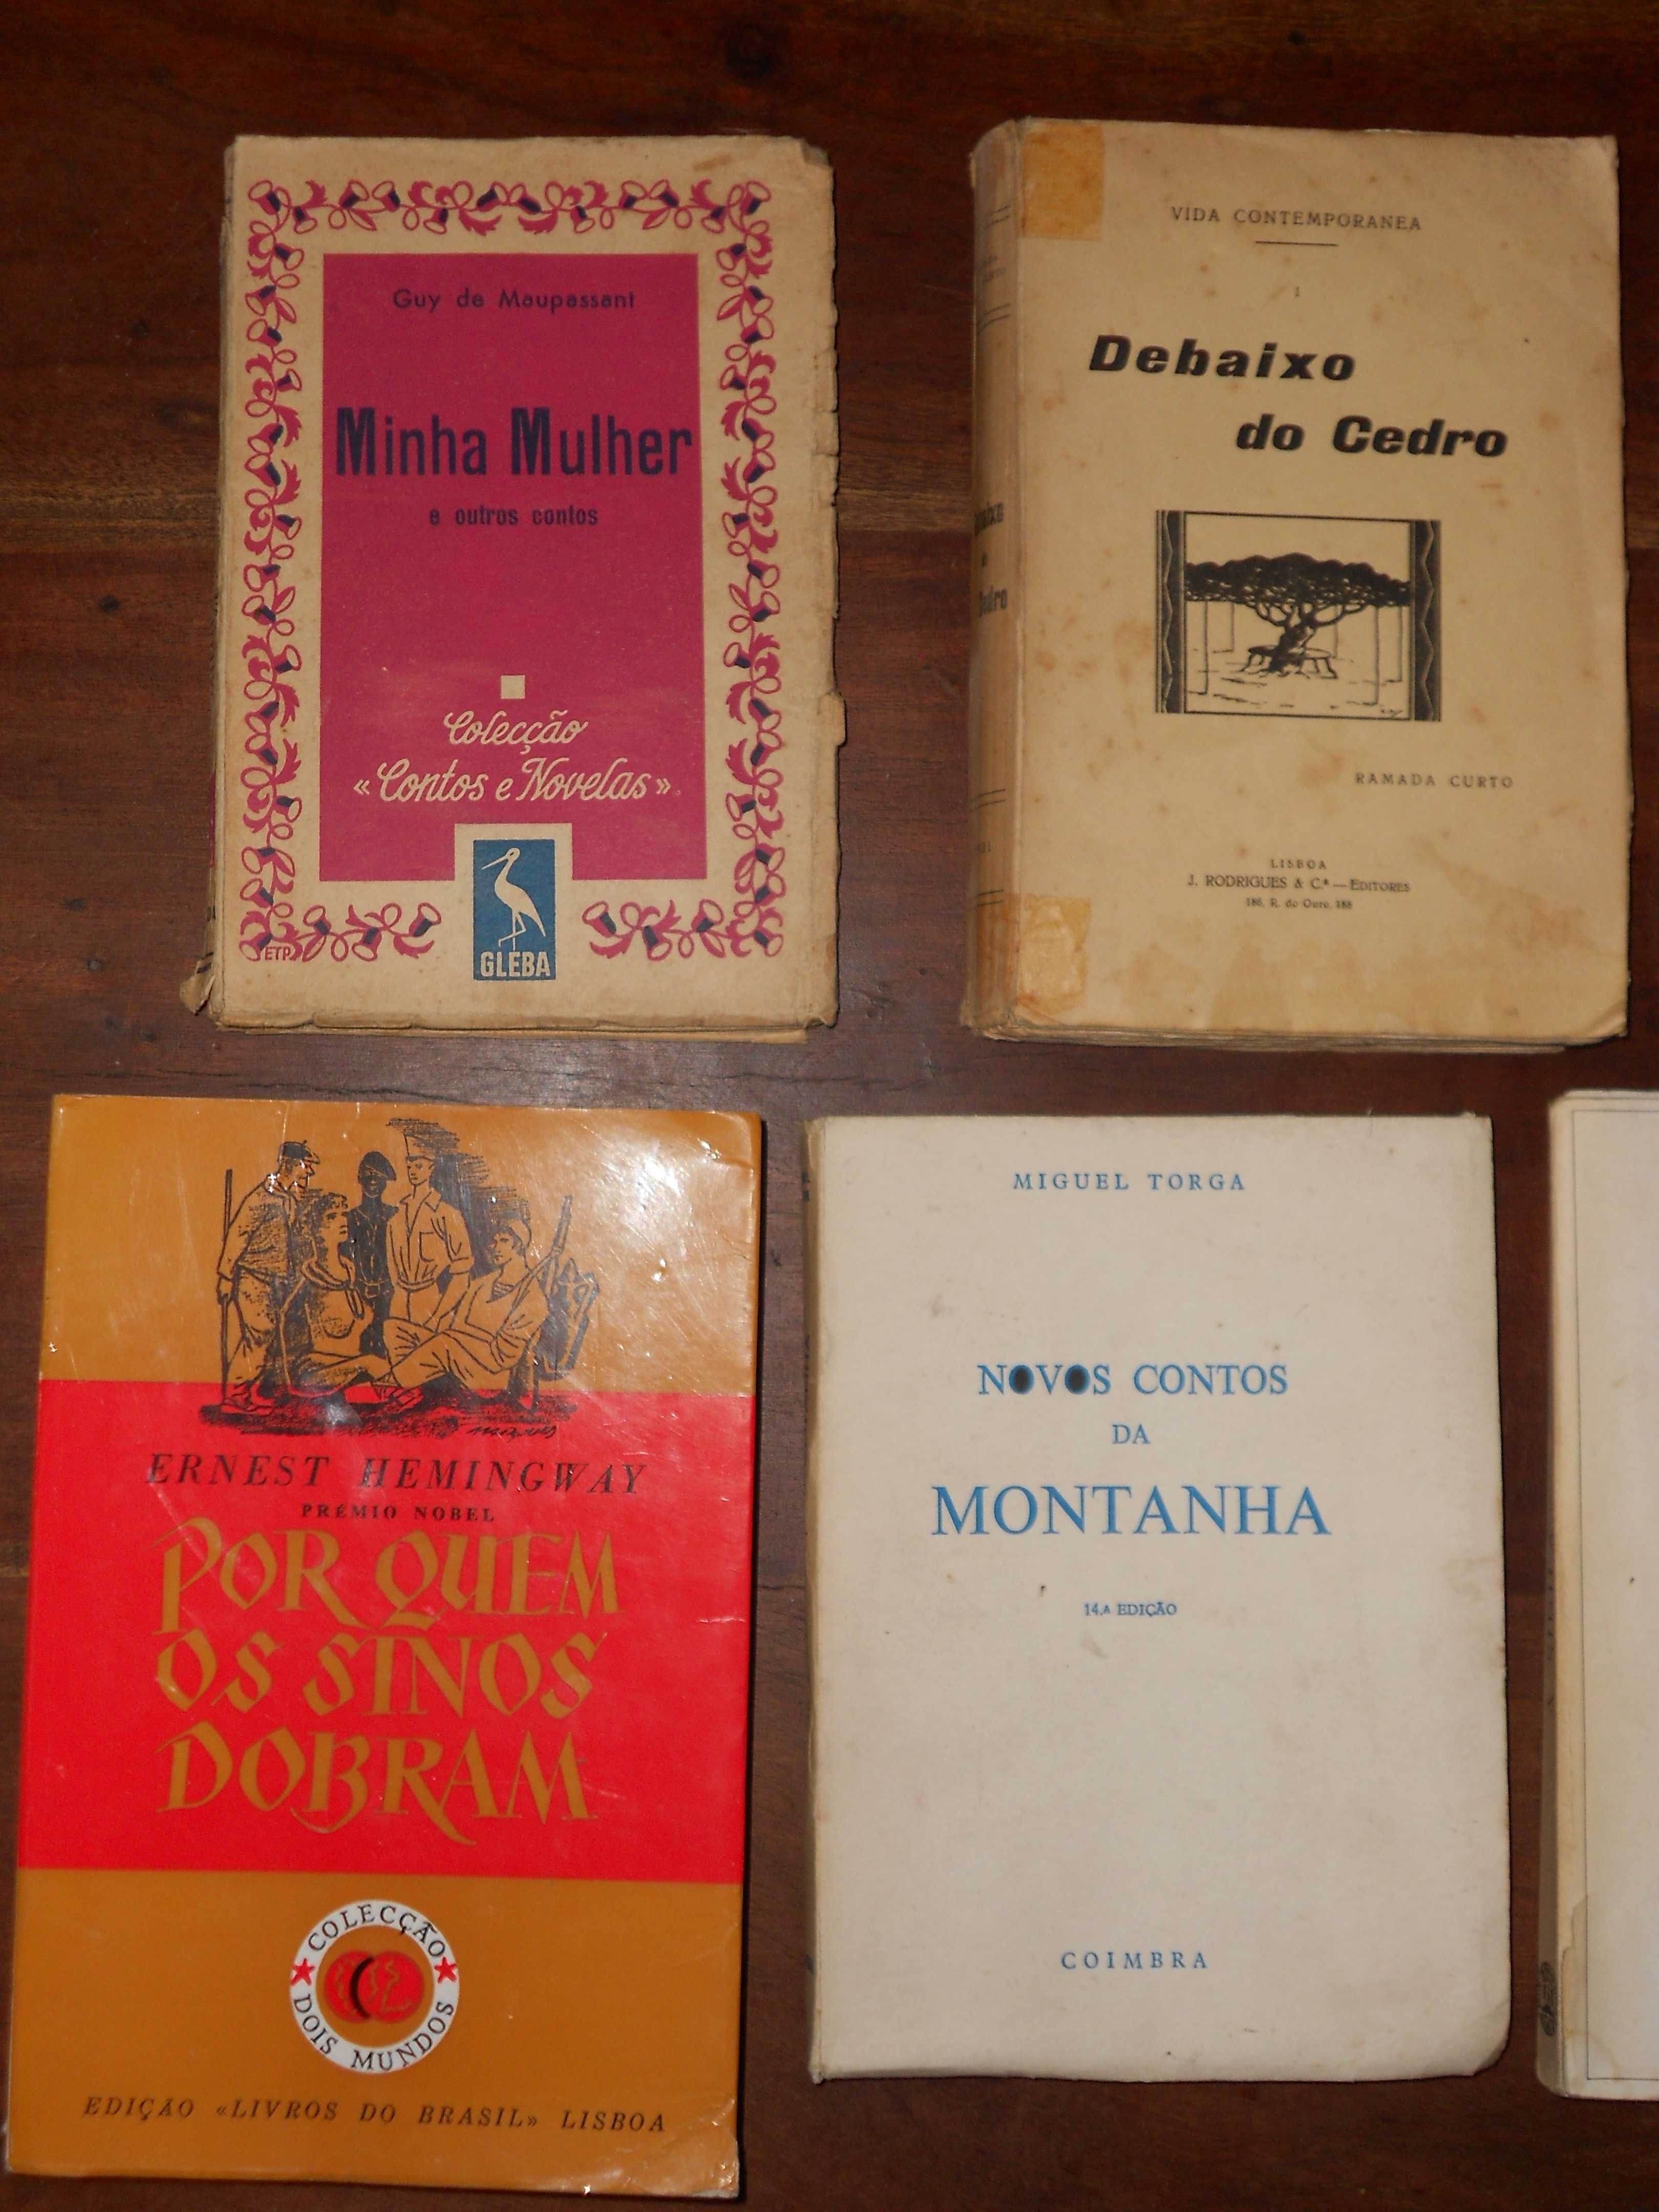 Guy de Maupassant
Minha Mulher
e outros contos
Colecção
«Contos e Novelas»
ETP
GLEBA
VIDA CONTEMPORANEA
I
Debaixo
do Cedro
RAMADA CURTO
LISBOA
J. RODRIGUES & C.ª — EDITORES
186, R. do Ouro, 188
ERNEST HEMINGWAY
PRÉMIO NOBEL
POR QUEM
OS SINOS
DOBRAM
COLECÇÃO
DOIS MUNDOS
EDIÇÃO «LIVROS DO BRASIL» LISBOA
MIGUEL TORGA
NOVOS CONTOS
DA
MONTANHA
14.ª EDIÇÃO
COIMBRA